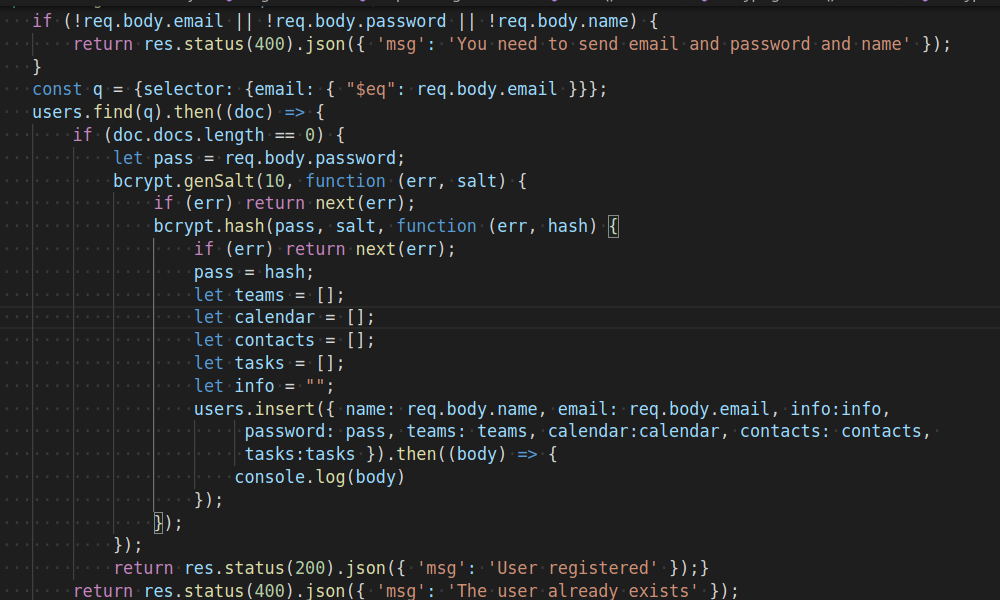 if (!req.body.email || !req.body.password || !req.body.name) {
return res.status(400).json({ 'msg': 'You need to send email and password and name' });
}
const q = {selector: {email: { "$eq": req.body.email }}};
users.find(q).then((doc) => {
if (doc.docs.length == 0) {
let pass = req.body.password;
bcrypt.genSalt(10, function (err, salt) {
if (err) return next(err);
bcrypt.hash(pass, salt, function (err, hash) {
if (err) return next(err);
pass = hash;
let teams = [];
let calendar = [];
let contacts = [];
let tasks = [];
let info = "";
users.insert({ name: req.body.name, email: req.body.email, info:info,
password: pass, teams: teams, calendar:calendar, contacts: contacts,
tasks:tasks }).then((body) => {
console.log(body)
});
});
});
return res.status(200).json({ 'msg': 'User registered' });}
return res.status(400).json({ 'msg': 'The user already exists' });